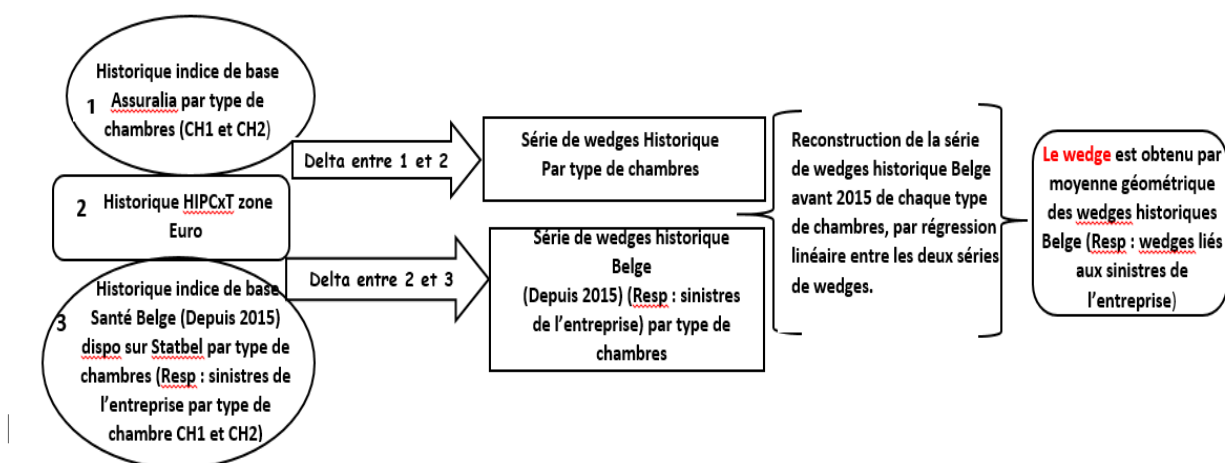 Historique indice de base
1
Assuralia par type de
chambres (CH1 et CH2)
2
Historique HIPCxT zone
Euro
3
Historique indice de base
Santé Belge (Depuis 2015)
dispo sur Statbel par type de
chambres (Resp : sinistres de
l'entreprise par type de
chambre CH1 et CH2)
Delta entre 1 et 2
Delta entre 2 et 3
Série de wedges Historique
Par type de chambres
Série de wedges historique
Belge
(Depuis 2015) (Resp : sinistres
de l'entreprise) par type de
chambres
Reconstruction de la série
de wedges historique Belge
avant 2015 de chaque type
de chambres, par régression
linéaire entre les deux séries
de wedges.
Le wedge est obtenu par
moyenne géométrique
des wedges historiques
Belge (Resp : wedges liés
aux sinistres de
l'entreprise)